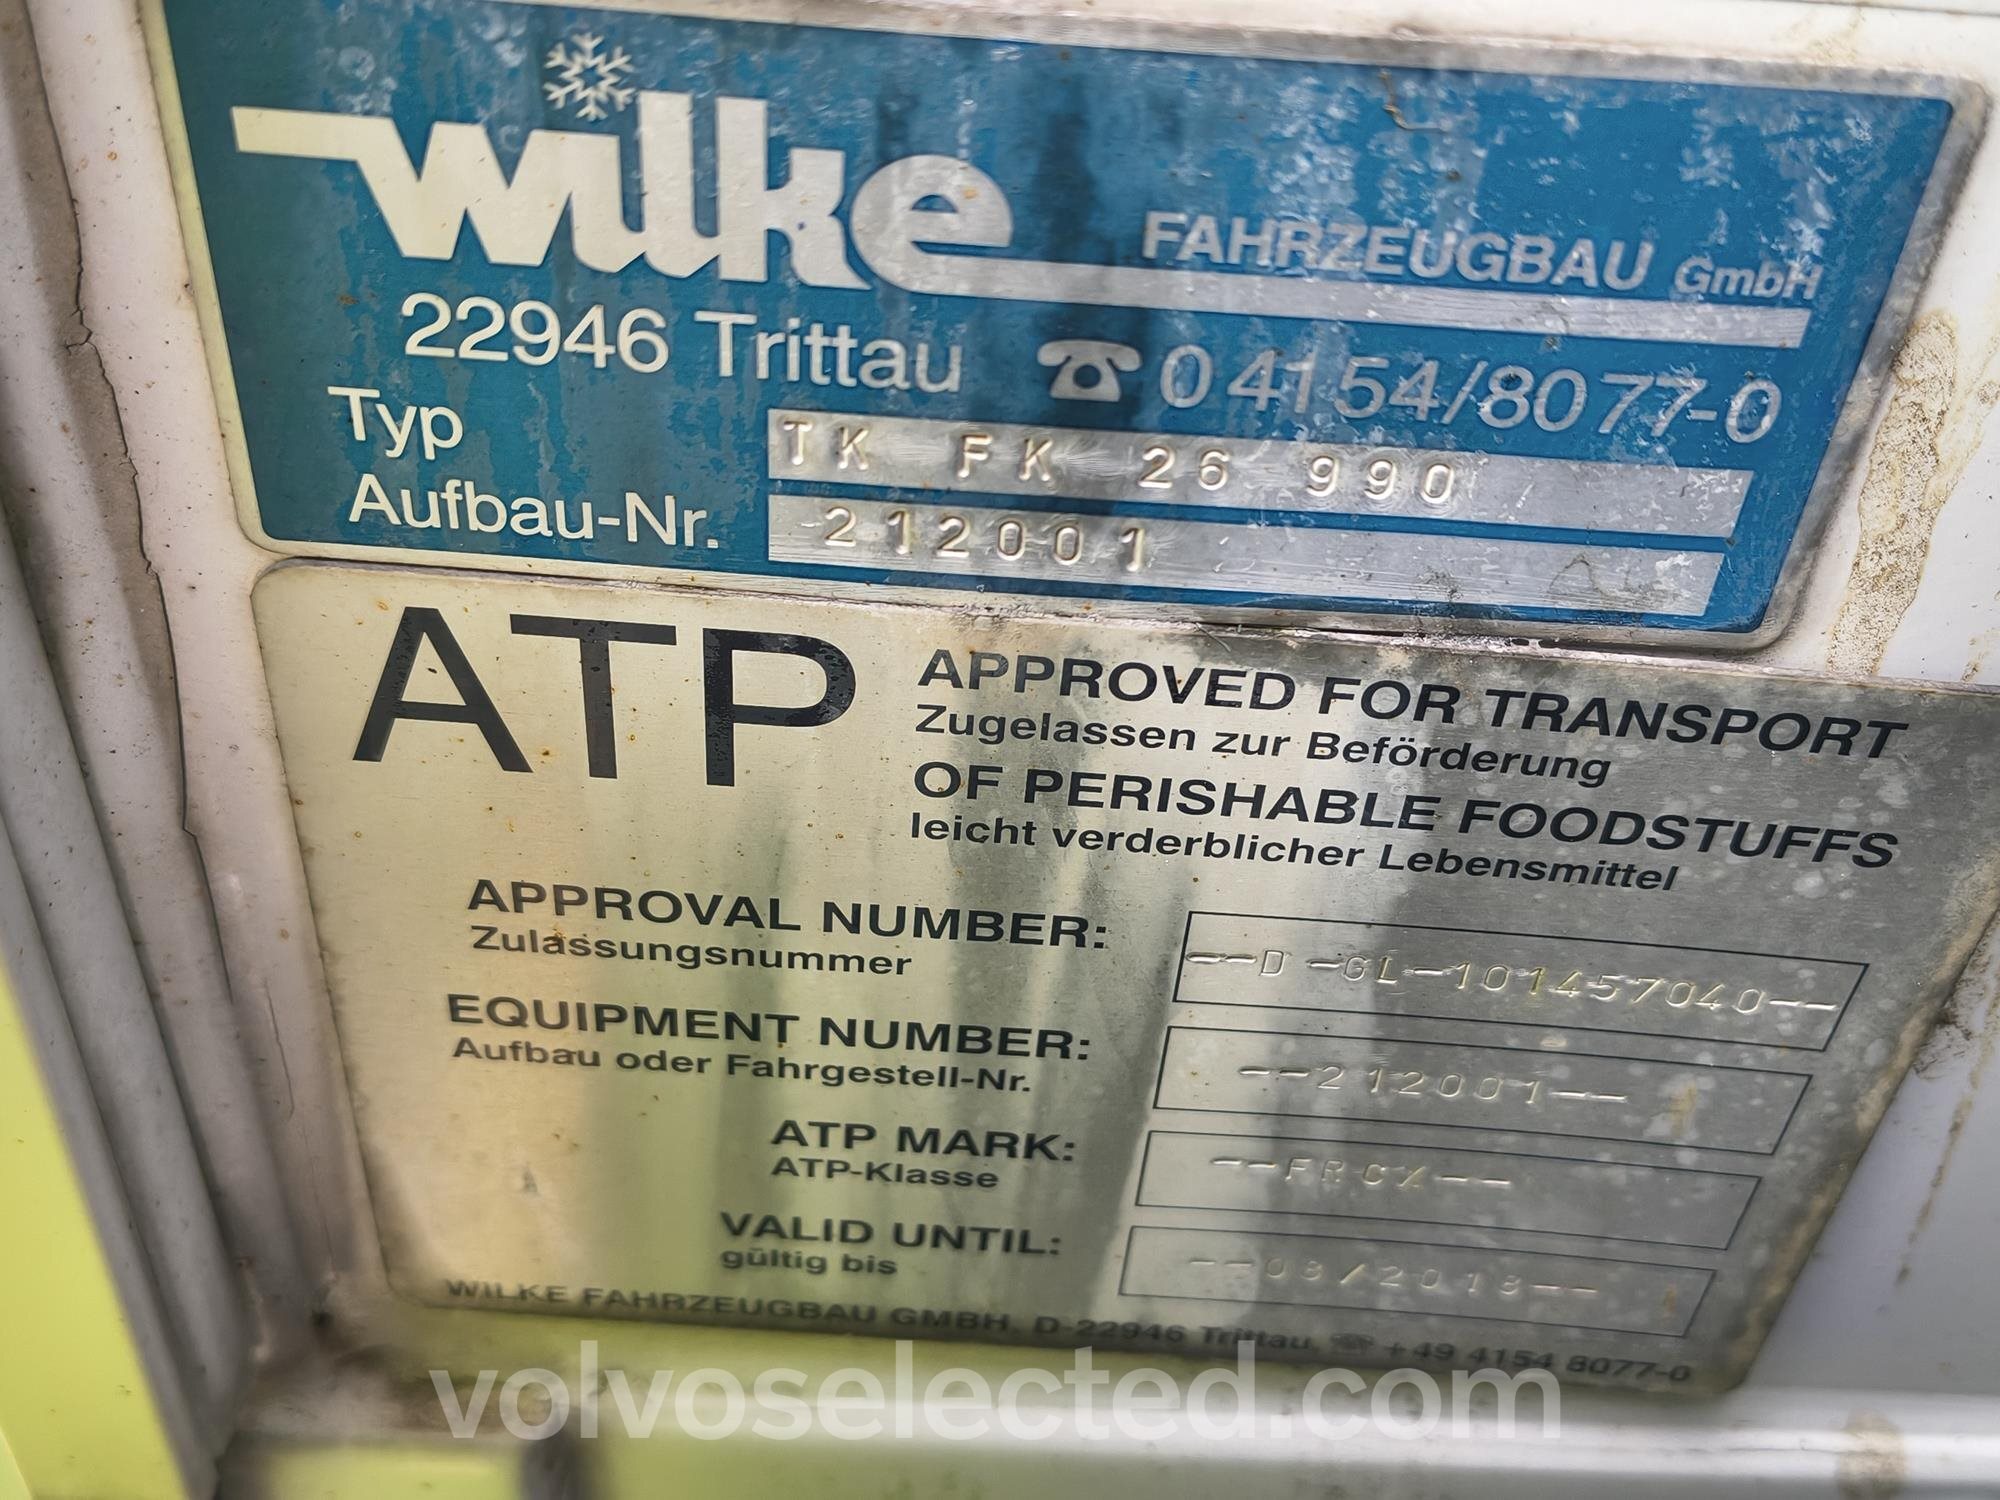 wilke FAHRZEUGBAU GmbH
22946 Trittau ☎ 04154/8077-0
Typ TK FK 26 990
Aufbau-Nr. 212001
ATP APPROVED FOR TRANSPORT
Zugelassen zur Beförderung
OF PERISHABLE FOODSTUFFS
leicht verderblicher Lebensmittel
APPROVAL NUMBER: --D-GL-101457040--
Zulassungsnummer
EQUIPMENT NUMBER: --212001--
Aufbau oder Fahrgestell-Nr.
ATP MARK: --FRCX--
ATP-Klasse
VALID UNTIL:
gültig bis
WILKE FAHRZEUGBAU GMBH, D-22946 Trittau, ☎ +49 4154 8077-0
volvoselected.com